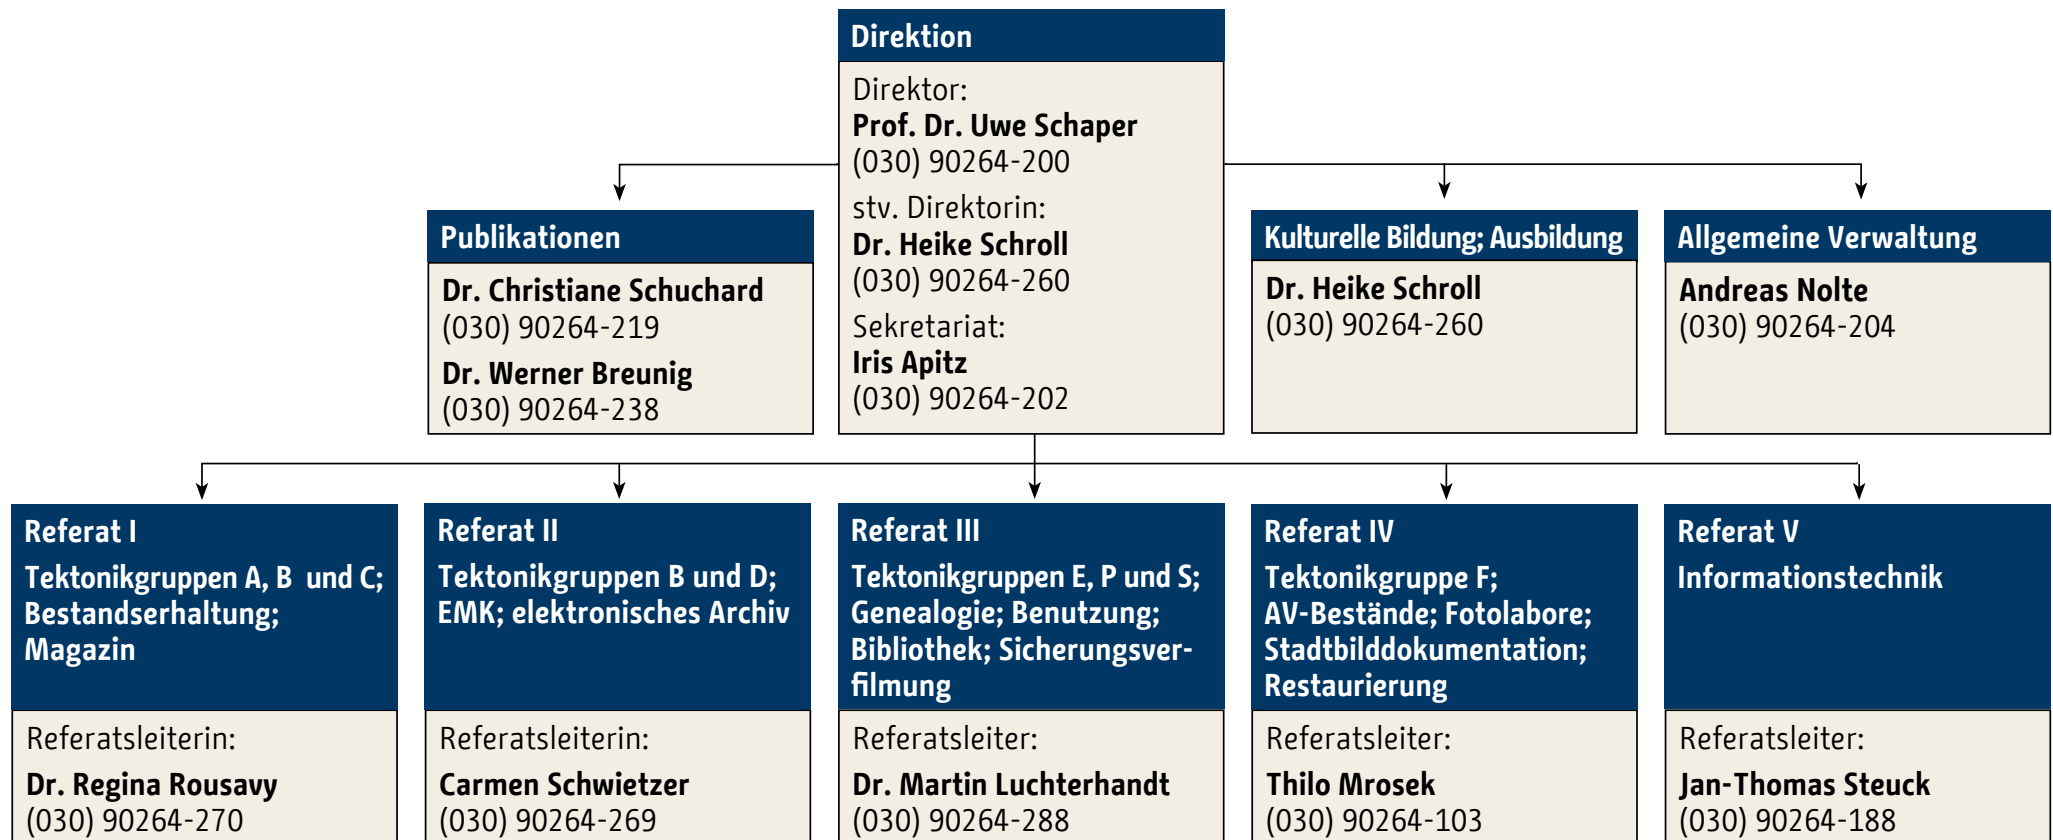 Direktion
Direktor:
Prof. Dr. Uwe Schaper
(030) 90264-200
stv. Direktorin:
Dr. Heike Schroll
(030) 90264-260
Sekretariat:
Iris Apitz
(030) 90264-202
Publikationen
Dr. Christiane Schuchard
(030) 90264-219
Dr. Werner Breunig
(030) 90264-238
Kulturelle Bildung; Ausbildung
Dr. Heike Schroll
(030) 90264-260
Allgemeine Verwaltung
Andreas Nolte
(030) 90264-204
Referat I
Tektonikgruppen A, B und C;
Bestandserhaltung;
Magazin
Referatsleiterin:
Dr. Regina Rousavy
(030) 90264-270
Referat II
Tektonikgruppen B und D;
EMK; elektronisches Archiv
Referatsleiterin:
Carmen Schwietzer
(030) 90264-269
Referat III
Tektonikgruppen E, P und S;
Genealogie; Benutzung;
Bibliothek; Sicherungsver-
filmung
Referatsleiter:
Dr. Martin Luchterhandt
(030) 90264-288
Referat IV
Tektonikgruppe F;
AV-Bestände; Fotolabore;
Stadtbilddokumentation;
Restaurierung
Referatsleiter:
Thilo Mrosek
(030) 90264-103
Referat V
Informationstechnik
Referatsleiter:
Jan-Thomas Steuck
(030) 90264-188